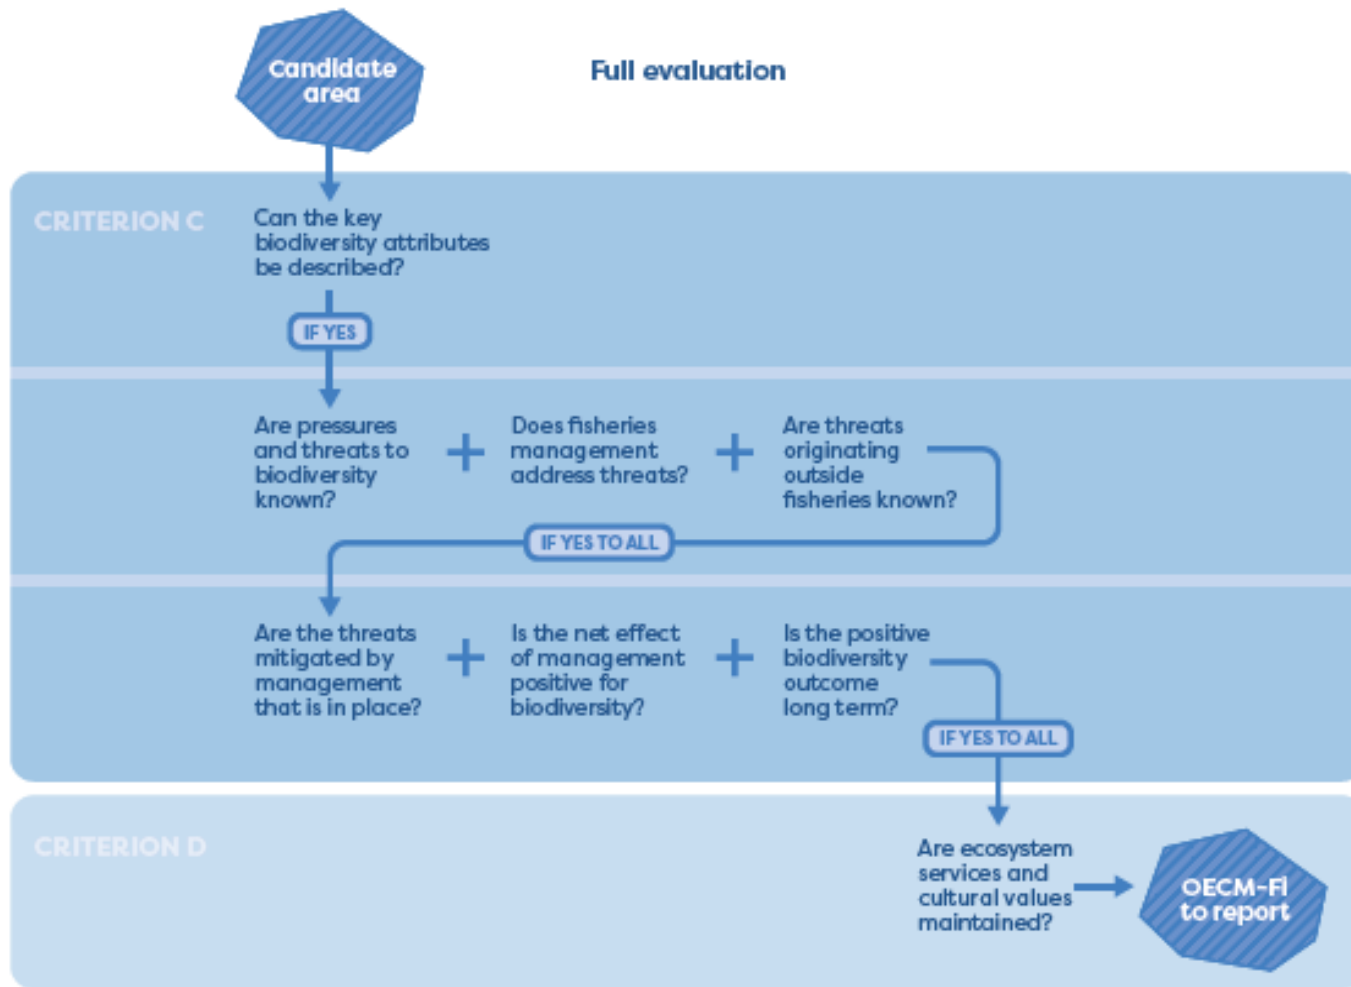 Candidate
area
Full evaluation
CRITERION C
Can the key
biodiversity attributes
be described?
IF YES
Are pressures
and threats to
biodiversity
known?
+
Does fisheries
management
address threats?
+
Are threats
originating
outside
fisheries known?
IF YES TO ALL
Are the threats
mitigated by
management
that is in place?
+
Is the net effect
of management
positive for
biodiversity?
+
Is the positive
biodiversity
outcome
long term?
IF YES TO ALL
CRITERION D
Are ecosystem
services and
cultural values
maintained?
OECM-Fi
to report